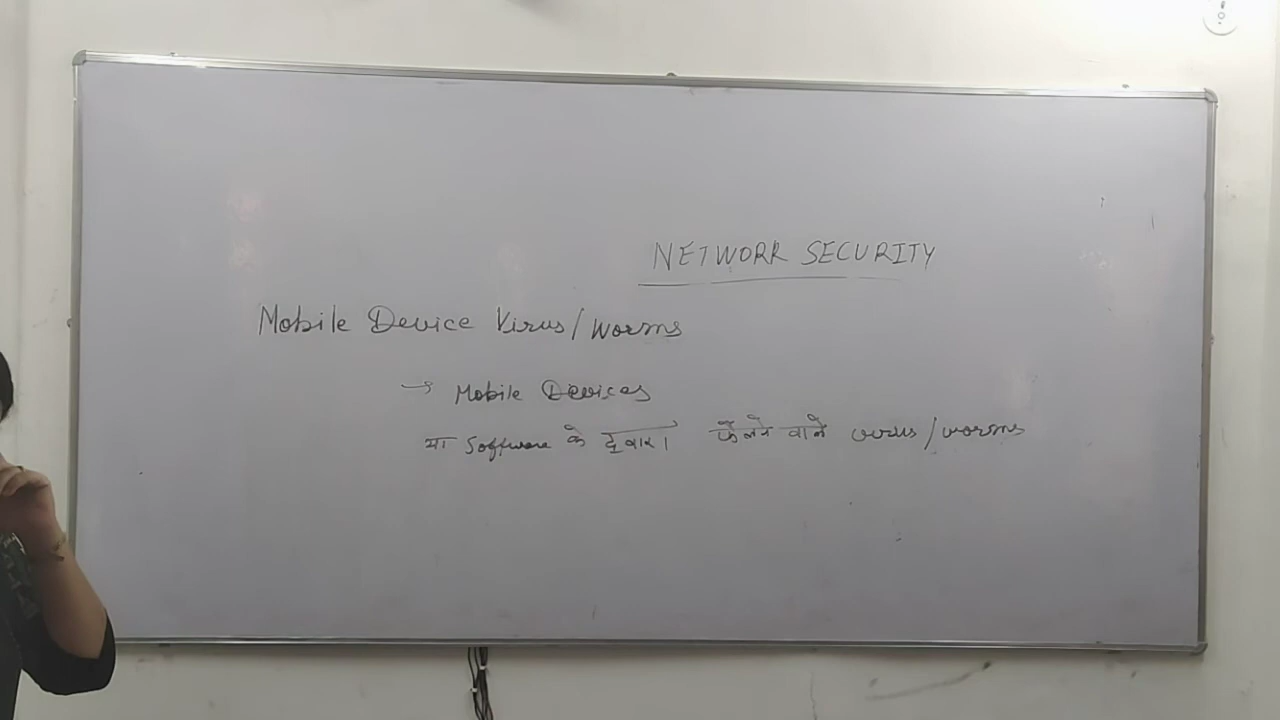 NETWORK SECURITY
Mobile Device Virus/Worms
→ Mobile Devices
या Software के द्वारा फैलने वाले virus/worms